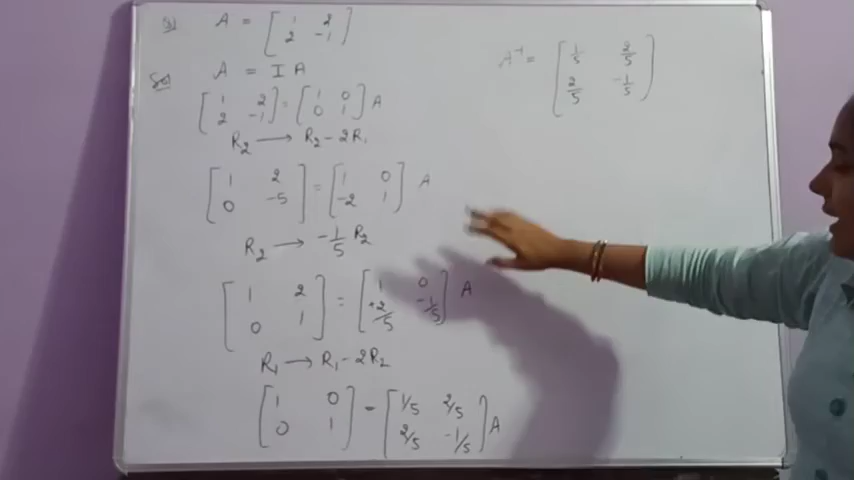 Q) A = [ 1 2
2 -1 ]
Sol A = I A
[ 1 2
2 -1 ] = [ 1 0
0 1 ] A
R2 → R2 - 2R1
[ 1 2
0 -5 ] = [ 1 0
-2 1 ] A
R2 → -1/5 R2
[ 1 2
0 1 ] = [ 1 0
+2/5 -1/5 ] A
R1 → R1 - 2R2
[ 1 0
0 1 ] = [ 1/5 2/5
2/5 -1/5 ] A
A⁻¹ = [ 1/5 2/5
2/5 -1/5 ]